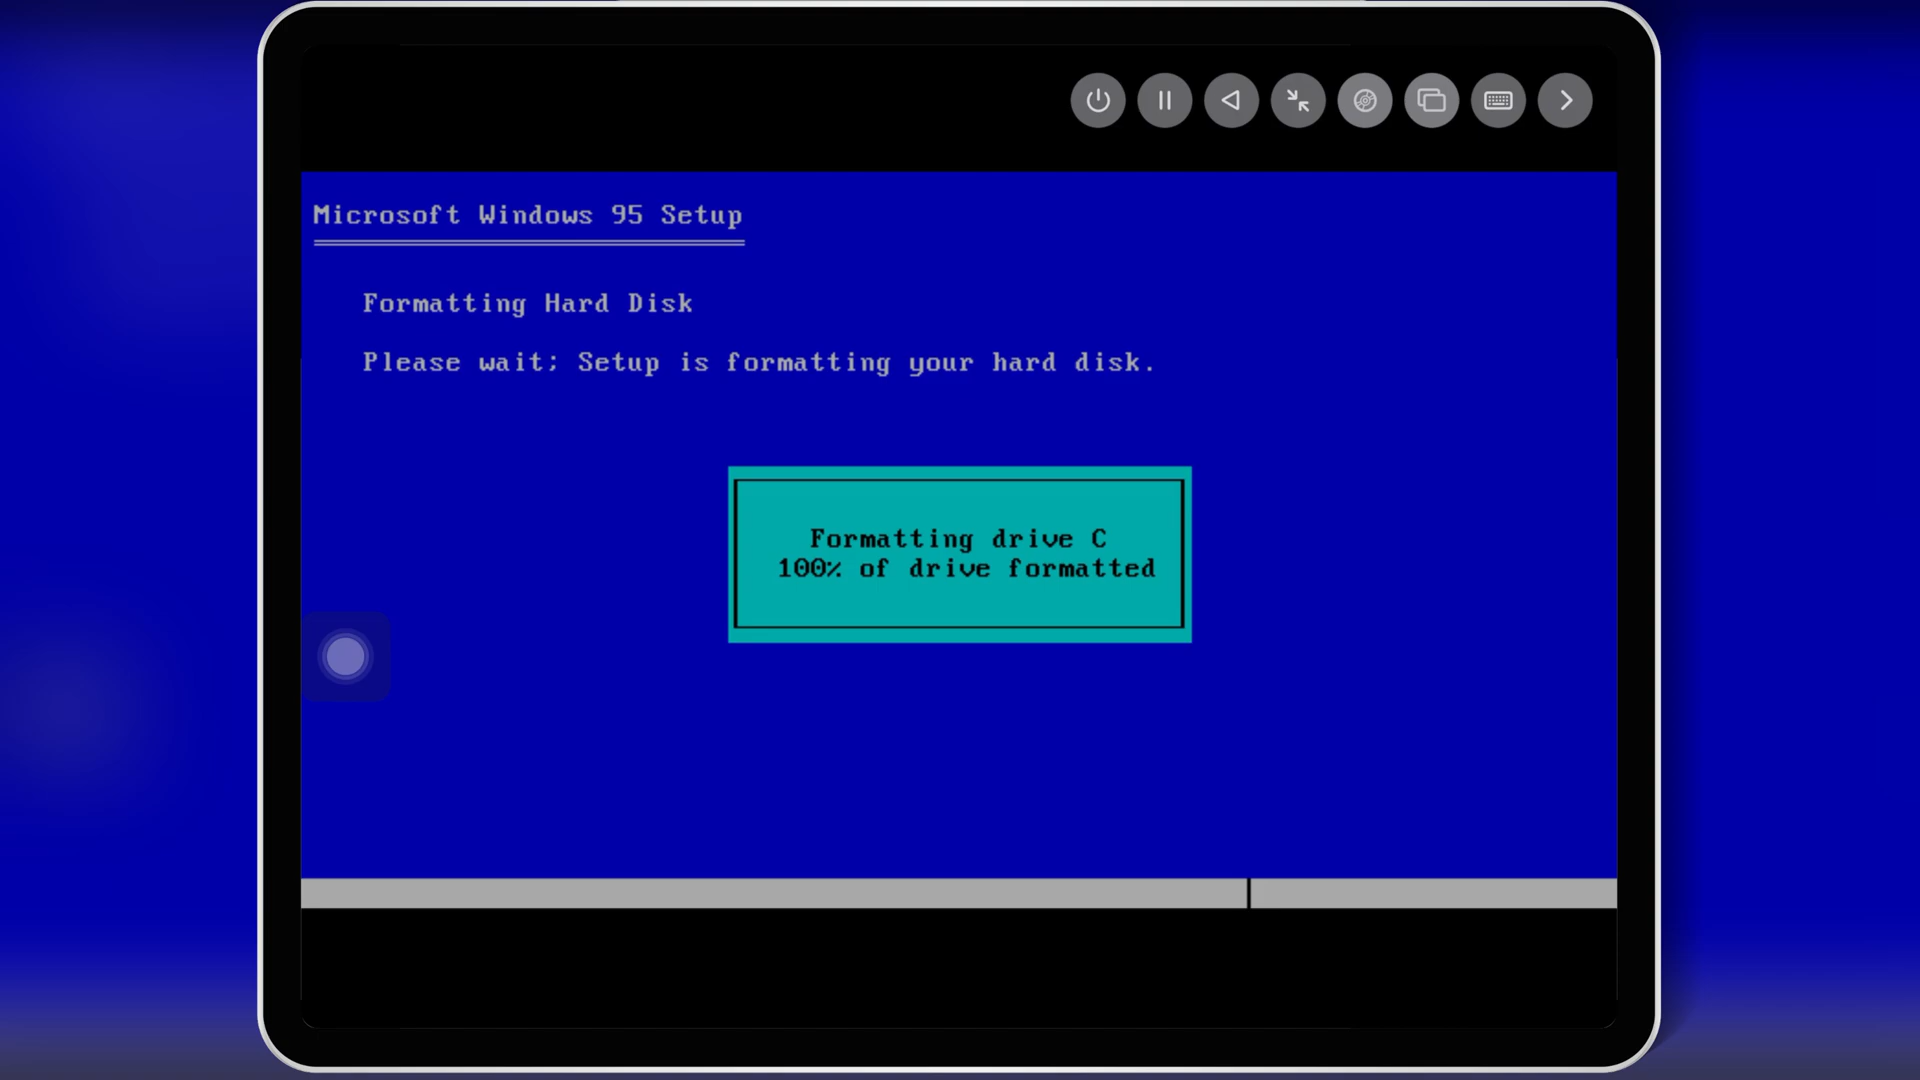 Microsoft Windows 95 Setup
Formatting Hard Disk
Please wait; Setup is formatting your hard disk.
Formatting drive C
100% of drive formatted